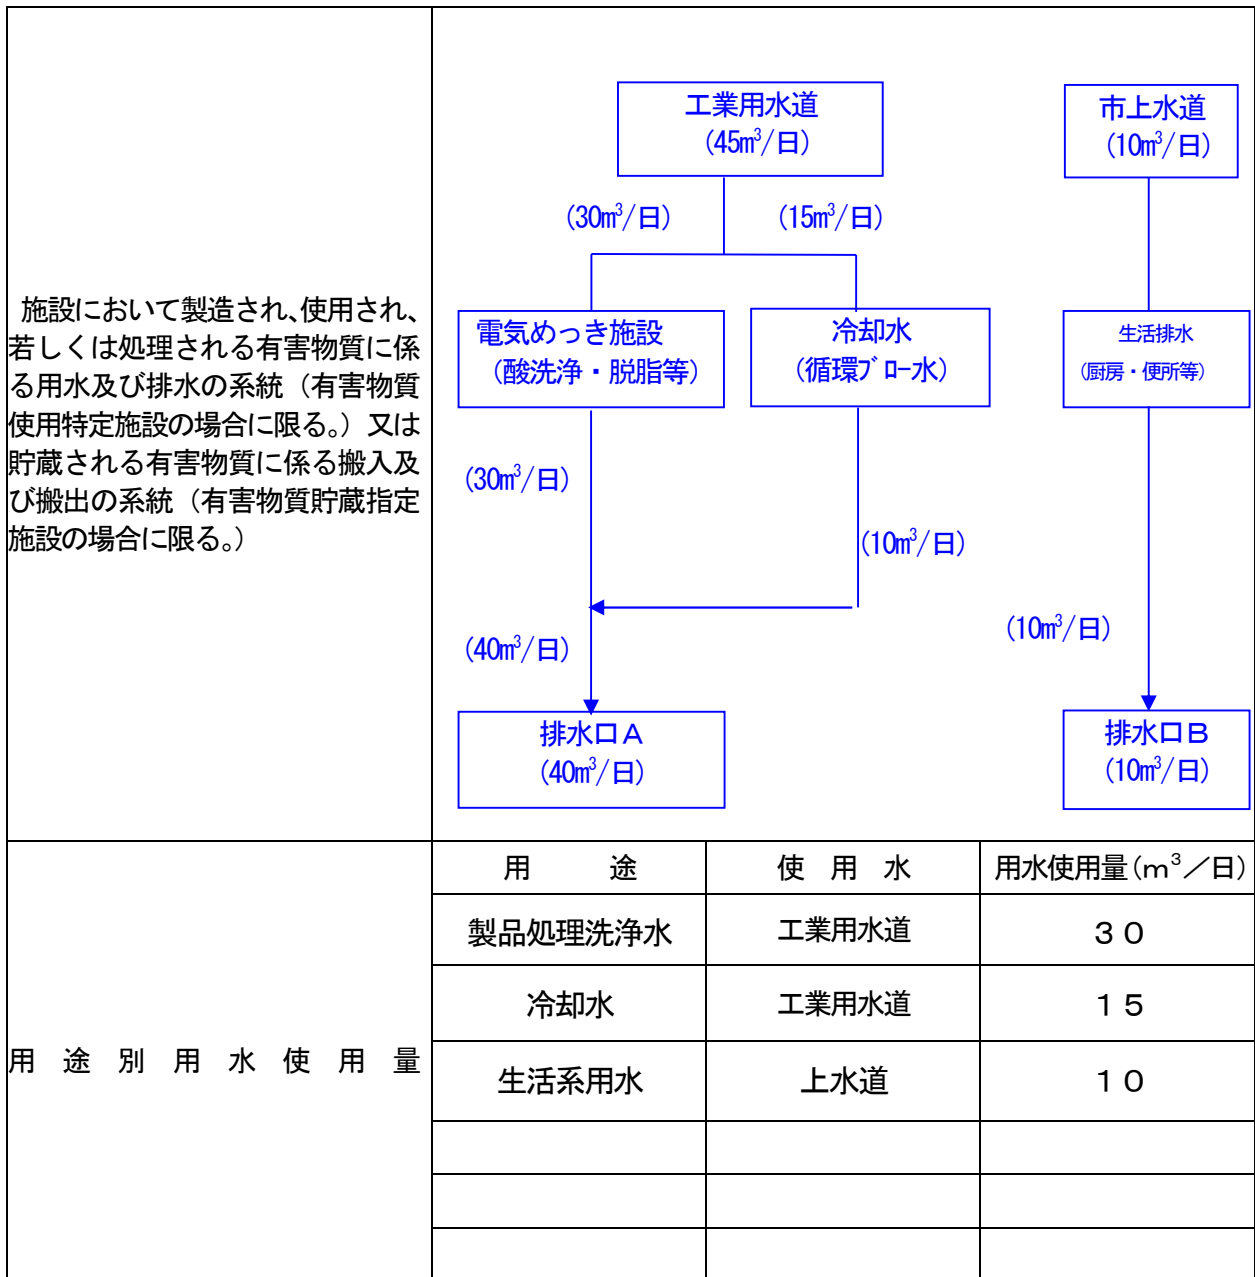 施設において製造され、使用され、
若しくは処理される有害物質に係
る用水及び排水の系統（有害物質
使用特定施設の場合に限る。）又は
貯蔵される有害物質に係る搬入及
び搬出の系統（有害物質貯蔵指定
施設の場合に限る。）
工業用水道
(45㎥/日)
市上水道
(10㎥/日)
(30㎥/日)
(15㎥/日)
電気めっき施設
（酸洗浄・脱脂等）
冷却水
（循環ﾌﾞﾛｰ水）
生活排水
（厨房・便所等）
(30㎥/日)
(10㎥/日)
(10㎥/日)
(40㎥/日)
排水口Ａ
(40㎥/日)
排水口Ｂ
(10㎥/日)
用途別用水使用量
用　途　使用水　用水使用量（ｍ³／日）
製品処理洗浄水　工業用水道　３０
冷却水　工業用水道　１５
生活系用水　上水道　１０